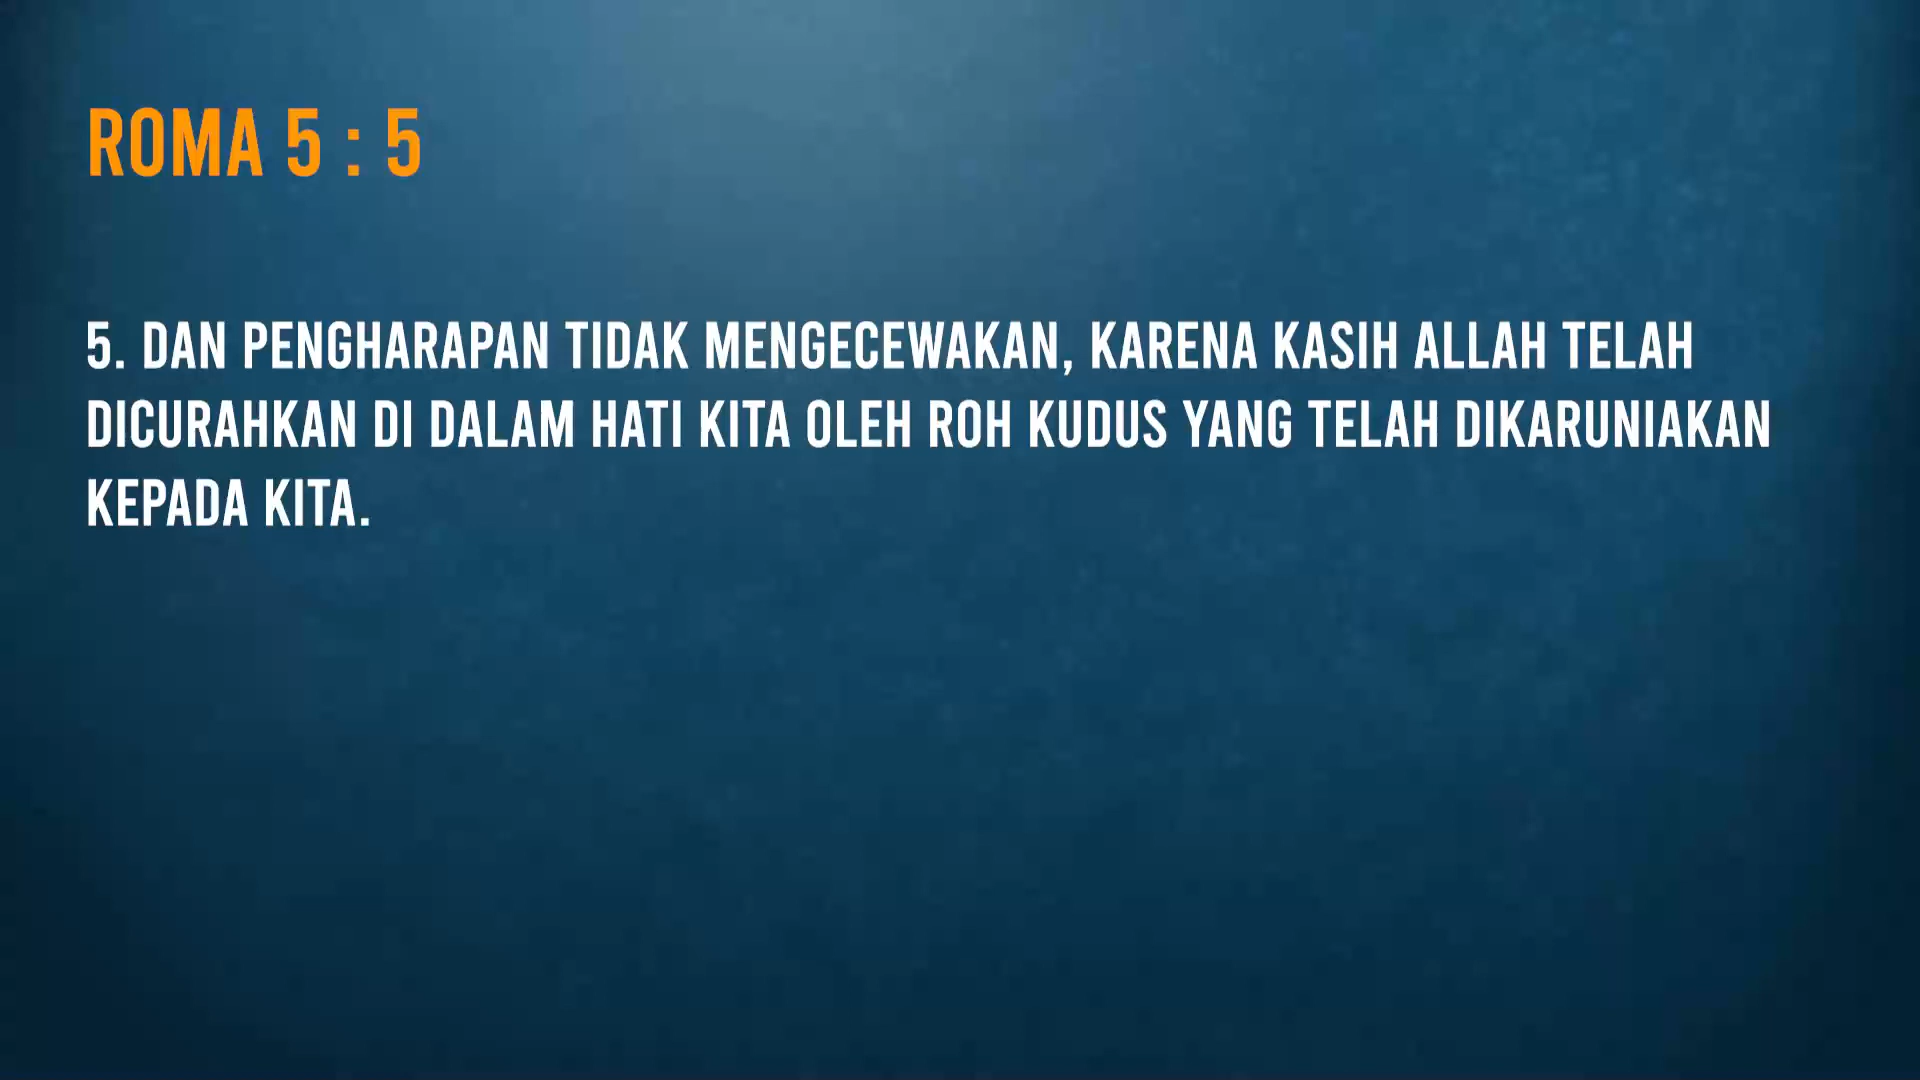 ROMA 5 : 5
5. DAN PENGHARAPAN TIDAK MENGECEWAKAN, KARENA KASIH ALLAH TELAH
DICURAHKAN DI DALAM HATI KITA OLEH ROH KUDUS YANG TELAH DIKARUNIAKAN
KEPADA KITA.